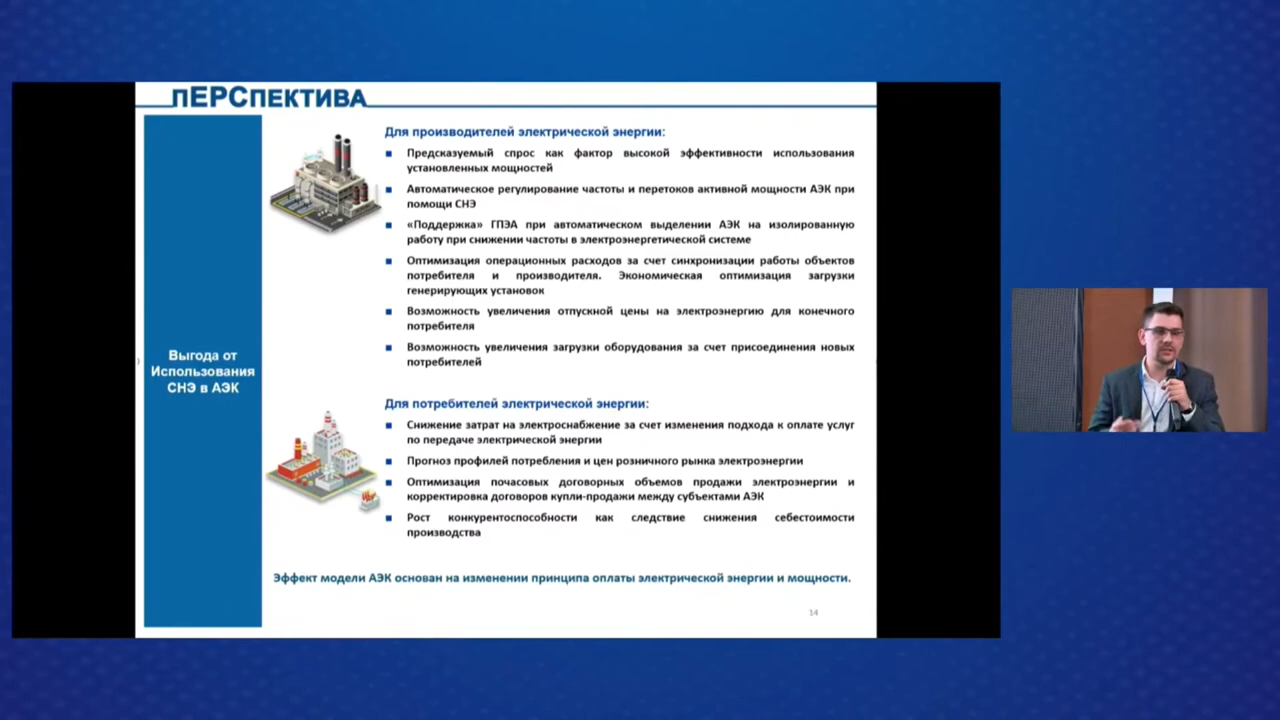 ПЕРСПЕКТИВА
Выгода от
Использования
СНЭ в АЭК
Для производителей электрической энергии:
Предсказуемый спрос как фактор высокой эффективности использования
установленных мощностей
Автоматическое регулирование частоты и перетоков активной мощности АЭК при
помощи СНЭ
«Поддержка» ГПЭА при автоматическом выделении АЭК на изолированную
работу при снижении частоты в электроэнергетической системе
Оптимизация операционных расходов за счет синхронизации работы объектов
потребителя и производителя. Экономическая оптимизация загрузки
генерирующих установок
Возможность увеличения отпускной цены на электроэнергию для конечного
потребителя
Возможность увеличения загрузки оборудования за счет присоединения новых
потребителей
Для потребителей электрической энергии:
Снижение затрат на электроснабжение за счет изменения подхода к оплате услуг
по передаче электрической энергии
Прогноз профилей потребления и цен розничного рынка электроэнергии
Оптимизация почасовых договорных объемов продажи электроэнергии и
корректировка договоров купли-продажи между субъектами АЭК
Рост конкурентоспособности как следствие снижения себестоимости
производства
Эффект модели АЭК основан на изменении принципа оплаты электрической энергии и мощности.
14